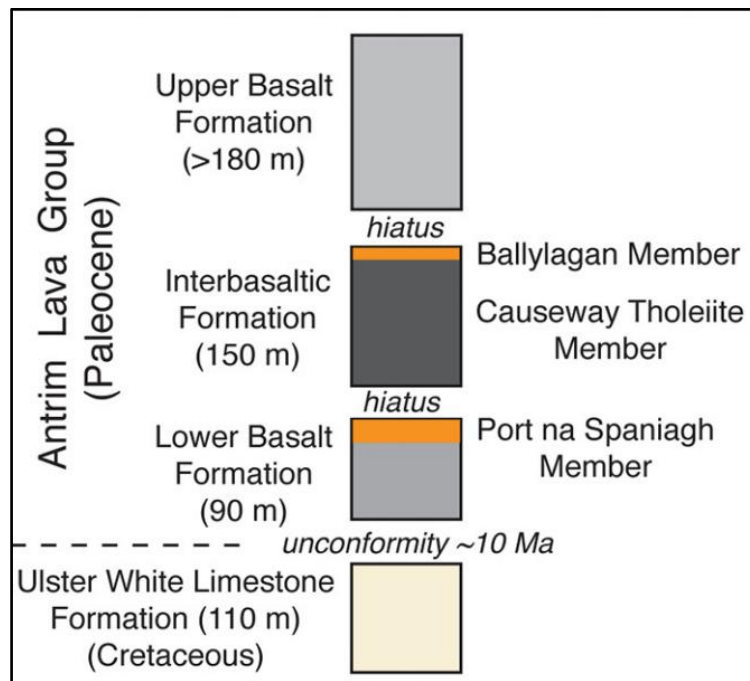 Antrim Lava Group
(Paleocene)
Upper Basalt
Formation
(>180 m)
hiatus
Interbasaltic
Formation
(150 m)
Ballylagan Member
Causeway Tholeiite
Member
hiatus
Lower Basalt
Formation
(90 m)
Port na Spaniagh
Member
unconformity ~10 Ma
Ulster White Limestone
Formation (110 m)
(Cretaceous)